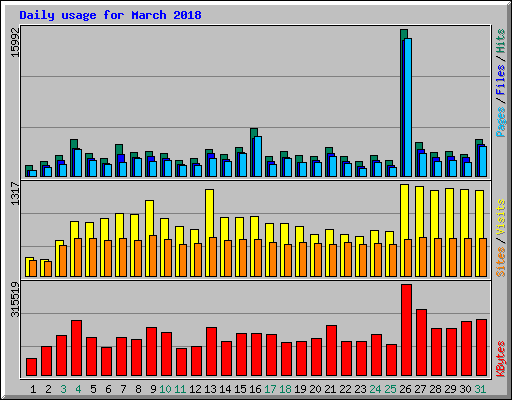 Daily usage for March 2018
15992
1317
315519
Pages / Files / Hits
Sites / Visits
KBytes
1 2 3 4 5 6 7 8 9 10 11 12 13 14 15 16 17 18 19 20 21 22 23 24 25 26 27 28 29 30 31